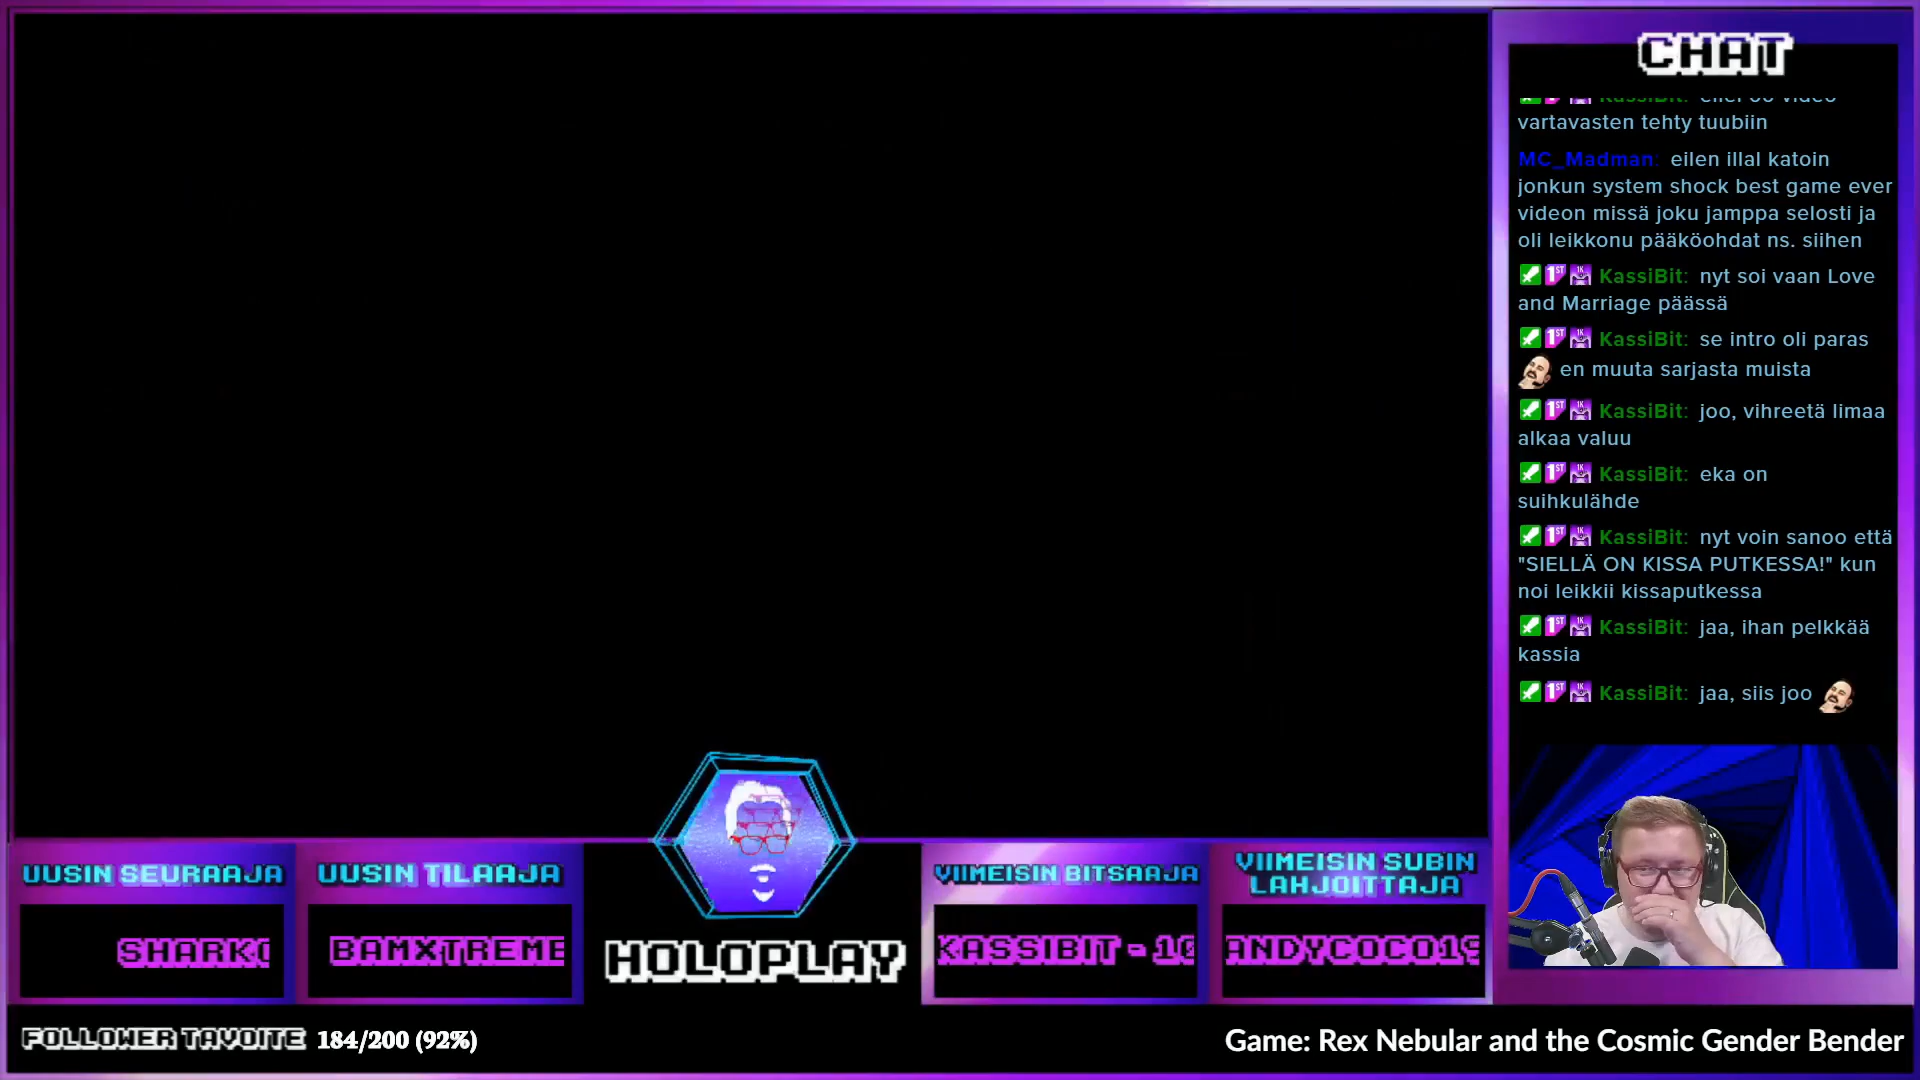 CHAT
vartavasten tehty tuubiin
MC_Madman: eilen illal katoin
jonkun system shock best game ever
videon missä joku jamppa selosti ja
oli leikkonu pääköohdat ns. siihen
KassiBit: nyt soi vaan Love
and Marriage päässä
KassiBit: se intro oli paras
en muuta sarjasta muista
KassiBit: joo, vihreetä limaa
alkaa valuu
KassiBit: eka on
suihkulähde
KassiBit: nyt voin sanoo että
"SIELLÄ ON KISSA PUTKESSA!" kun
noi leikkii kissaputkessa
KassiBit: jaa, ihan pelkkää
kassia
KassiBit: jaa, siis joo
UUSIN SEURAAJA
UUSIN TILAAJA
VIIMEISIN BITSAAJA
VIIMEISIN SUBIN
LAHJOITTAJA
SHARK
BAMXTREME
HOLOPLAY
KASSIBIT - 10
ANDYCOCO19
FOLLOWER TAVOITE 184/200 (92%)
Game: Rex Nebular and the Cosmic Gender Bender